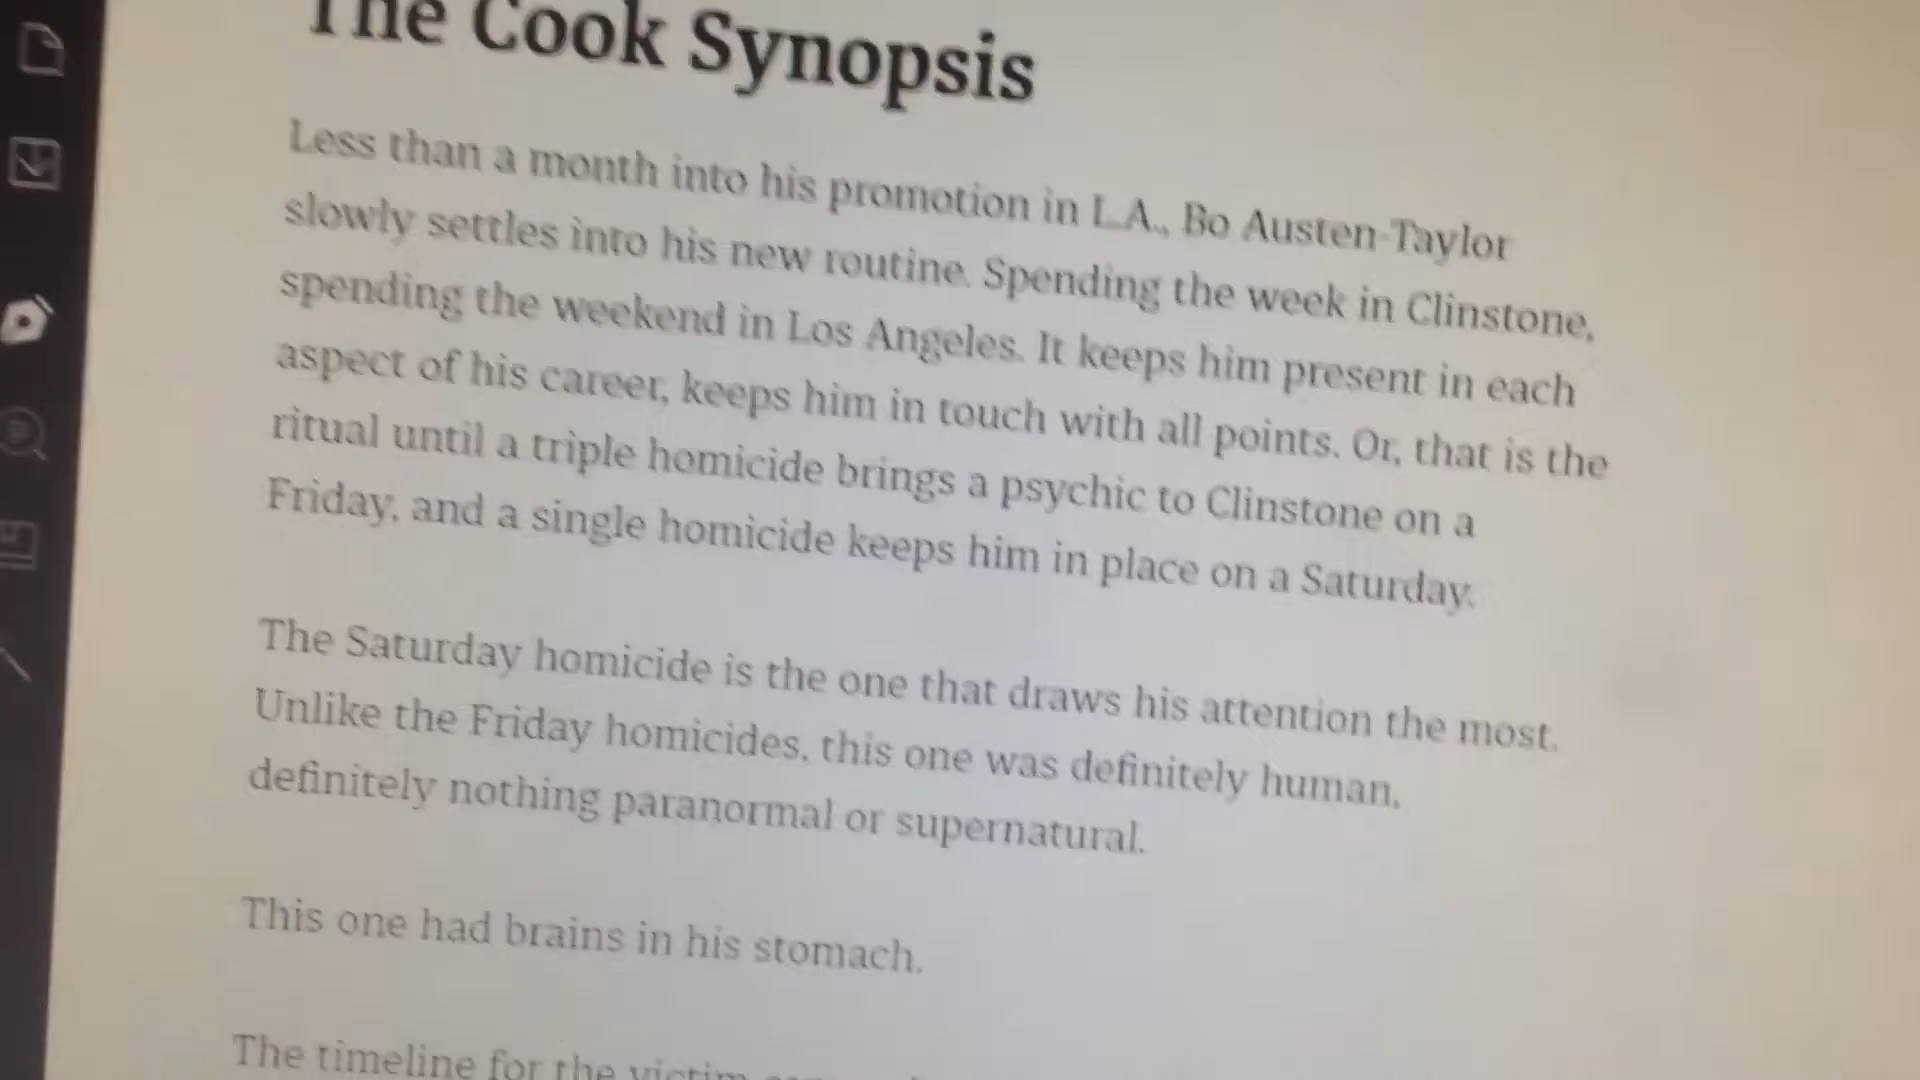 The Cook Synopsis
Less than a month into his promotion in L.A., Bo Austen-Taylor
slowly settles into his new routine. Spending the week in Clinstone,
spending the weekend in Los Angeles. It keeps him present in each
aspect of his career, keeps him in touch with all points. Or, that is the
ritual until a triple homicide brings a psychic to Clinstone on a
Friday, and a single homicide keeps him in place on a Saturday.
The Saturday homicide is the one that draws his attention the most.
Unlike the Friday homicides, this one was definitely human,
definitely nothing paranormal or supernatural.
This one had brains in his stomach.
The timeline for the victim